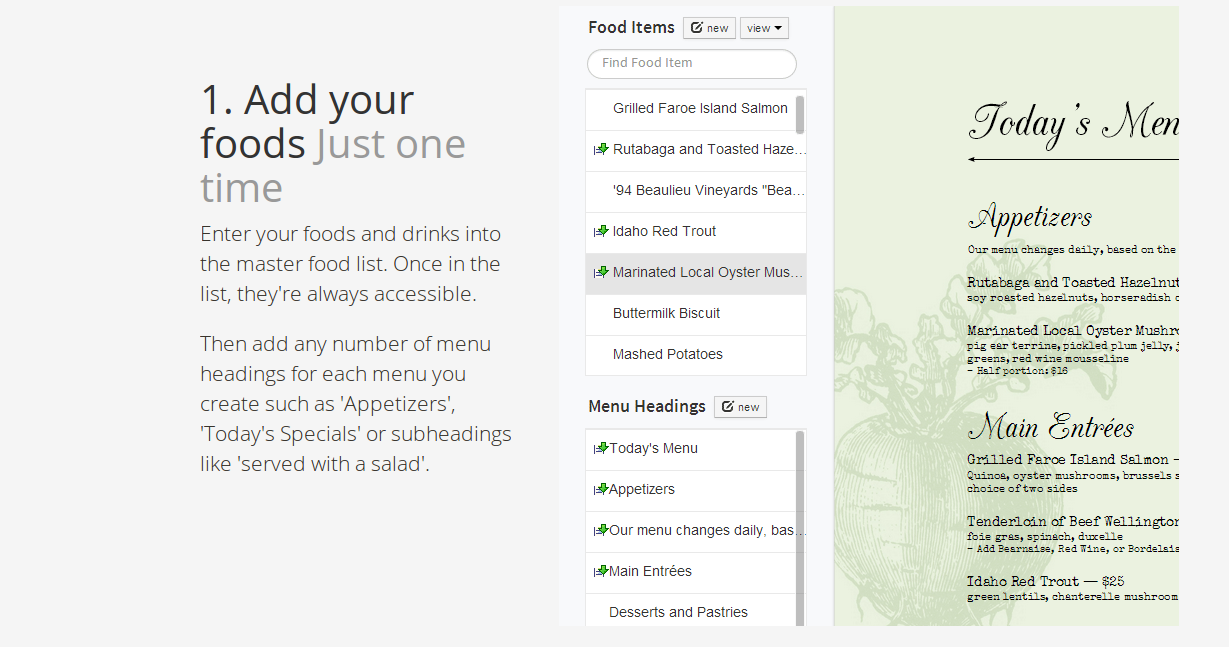 1. Add your
foods Just one
time
Enter your foods and drinks into
the master food list. Once in the
list, they're always accessible.
Then add any number of menu
headings for each menu you
create such as 'Appetizers',
'Today's Specials' or subheadings
like 'served with a salad'.
Food Items new view
Find Food Item
Grilled Faroe Island Salmon
Rutabaga and Toasted Haze...
'94 Beaulieu Vineyards "Bea...
Idaho Red Trout
Marinated Local Oyster Mus...
Buttermilk Biscuit
Mashed Potatoes
Menu Headings new
Today's Menu
Appetizers
Our menu changes daily, bas...
Main Entrées
Desserts and Pastries
Today's Men
Appetizers
Our menu changes daily, based on the
Rutabaga and Toasted Hazelnut
soy roasted hazelnuts, horseradish
Marinated Local Oyster Mushro
pig ear terrine, pickled plum jelly,
greens, red wine mousseline
- Half portion: $16
Main Entrées
Grilled Faroe Island Salmon –
Quinoa, oyster mushrooms, brussels s
choice of two sides
Tenderloin of Beef Wellington
foie gras, spinach, duxelle
- Add Bearnaise, Red Wine, or Bordelais
Idaho Red Trout — $25
green lentils, chanterelle mushroom